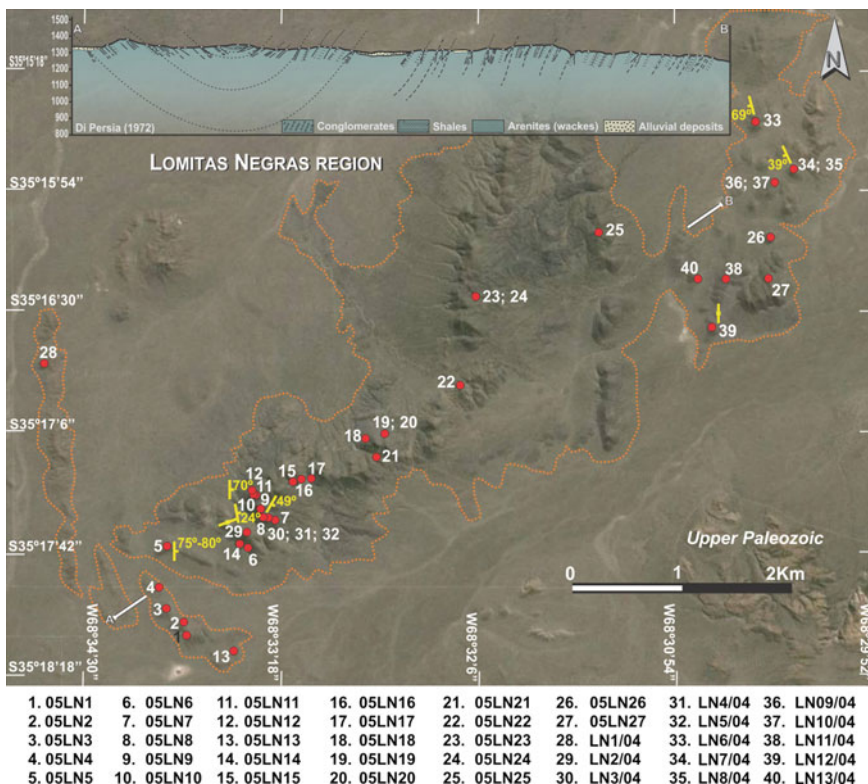 A
B
1500
1400
1300
1200
1100
1000
900
800
Di Persia (1972)
Conglomerates
Shales
Arenites (wackes)
Alluvial deposits
LOMITAS NEGRAS REGION
N
S35°15'18"
S35°15'54"
S35°16'30"
S35°17'6"
S35°17'42"
S35°18'18"
69º
33
39º
34; 35
36; 37
B
25
26
40
38
27
23; 24
39
28
22
19; 20
18
21
12
15
17
70º
11
16
9
10
49º
24º
8
7
29
30; 31; 32
5
75º-80º
14
6
4
3
A
2
1
13
Upper Paleozoic
0
1
2Km
W68°34'30"
W68°33'18"
W68°32'6"
W68°30'54"
1. 05LN1 6. 05LN6 11. 05LN11 16. 05LN16 21. 05LN21 26. 05LN26 31. LN4/04 36. LN09/04
2. 05LN2 7. 05LN7 12. 05LN12 17. 05LN17 22. 05LN22 27. 05LN27 32. LN5/04 37. LN10/04
3. 05LN3 8. 05LN8 13. 05LN13 18. 05LN18 23. 05LN23 28. LN1/04 33. LN6/04 38. LN11/04
4. 05LN4 9. 05LN9 14. 05LN14 19. 05LN19 24. 05LN24 29. LN2/04 34. LN7/04 39. LN12/04
5. 05LN5 10. 05LN10 15. 05LN15 20. 05LN20 25. 05LN25 30. LN3/04 35. LN8/04 40. LN13/04